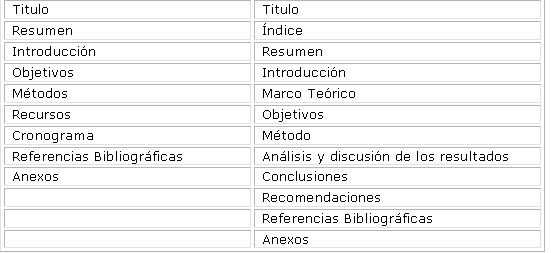 Titulo Titulo
Resumen Índice
Introducción Resumen
Objetivos Introducción
Métodos Marco Teórico
Recursos Objetivos
Cronograma Método
Referencias Bibliográficas Análisis y discusión de los resultados
Anexos Conclusiones
Recomendaciones
Referencias Bibliográficas
Anexos